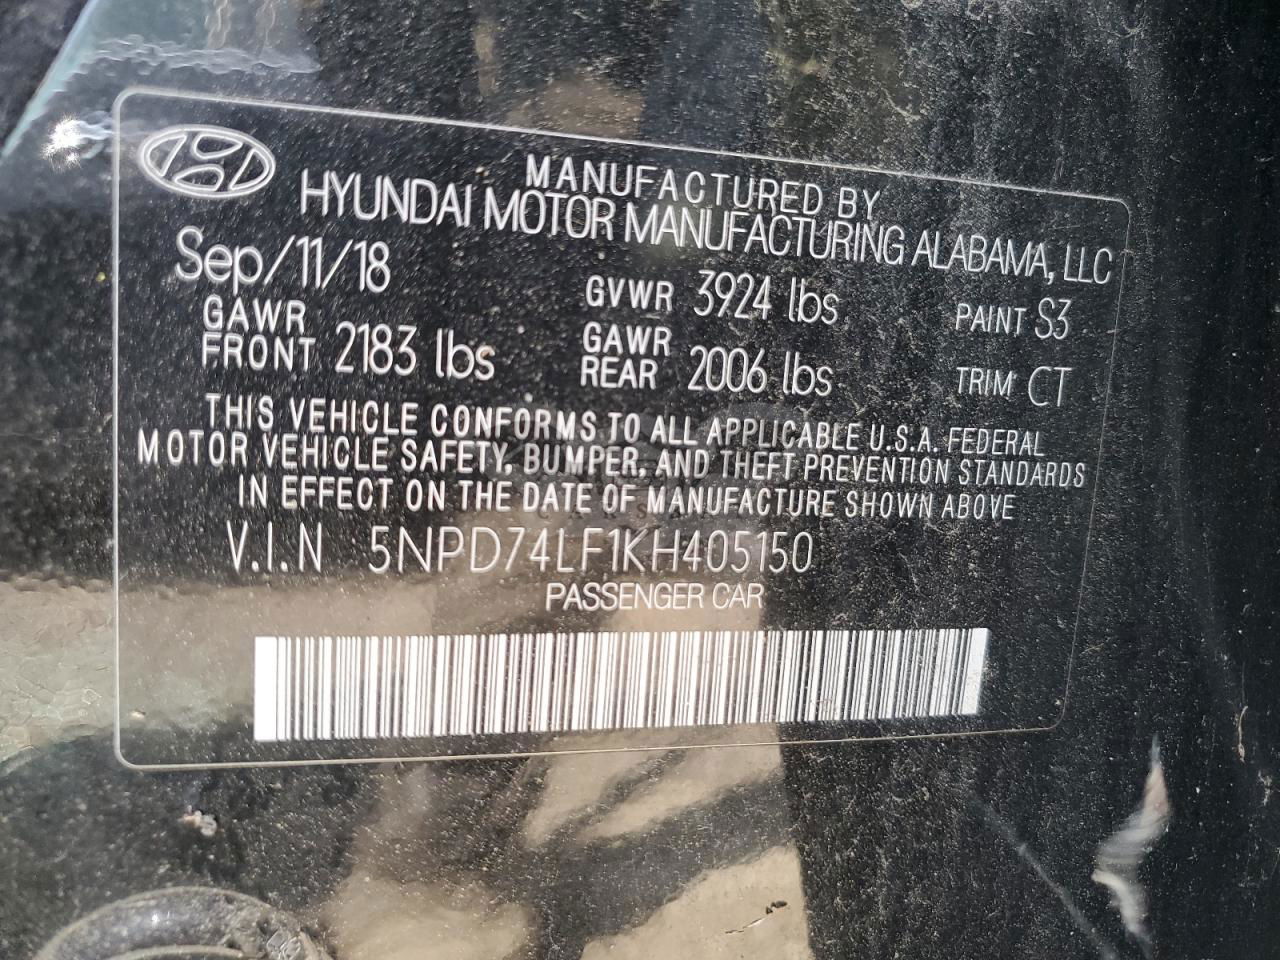 MANUFACTURED BY
HYUNDAI MOTOR MANUFACTURING ALABAMA, LLC
Sep/11/18 GVWR 3924 lbs PAINT S3
GAWR FRONT 2183 lbs GAWR REAR 2006 lbs TRIM CT
THIS VEHICLE CONFORMS TO ALL APPLICABLE U.S.A. FEDERAL
MOTOR VEHICLE SAFETY, BUMPER, AND THEFT PREVENTION STANDARDS
IN EFFECT ON THE DATE OF MANUFACTURE SHOWN ABOVE
V.I.N 5NPD74LF1KH405150
PASSENGER CAR